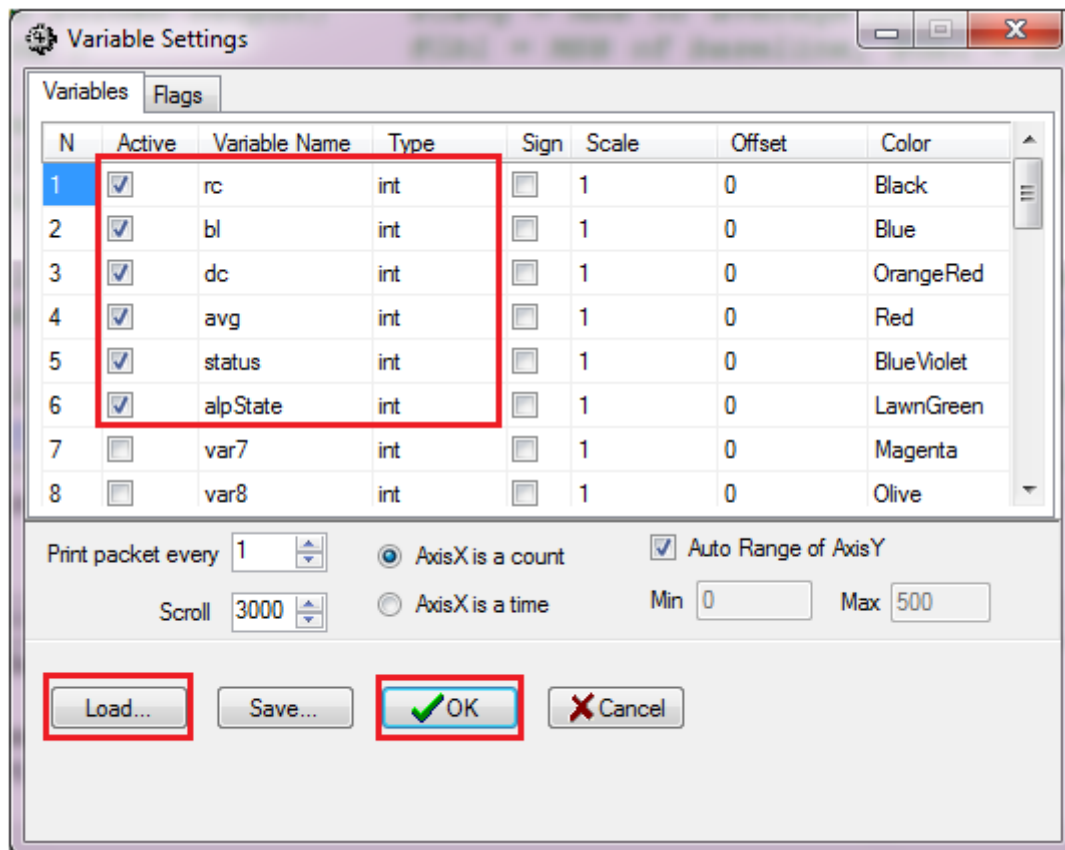 Variable Settings
Variables Flags
N Active Variable Name Type Sign Scale Offset Color
1 rc int 1 0 Black
2 bl int 1 0 Blue
3 dc int 1 0 OrangeRed
4 avg int 1 0 Red
5 status int 1 0 BlueViolet
6 alpState int 1 0 LawnGreen
7 var7 int 1 0 Magenta
8 var8 int 1 0 Olive
Print packet every 1 AxisX is a count Auto Range of AxisY
Scroll 3000 AxisX is a time Min 0 Max 500
Load... Save... OK Cancel